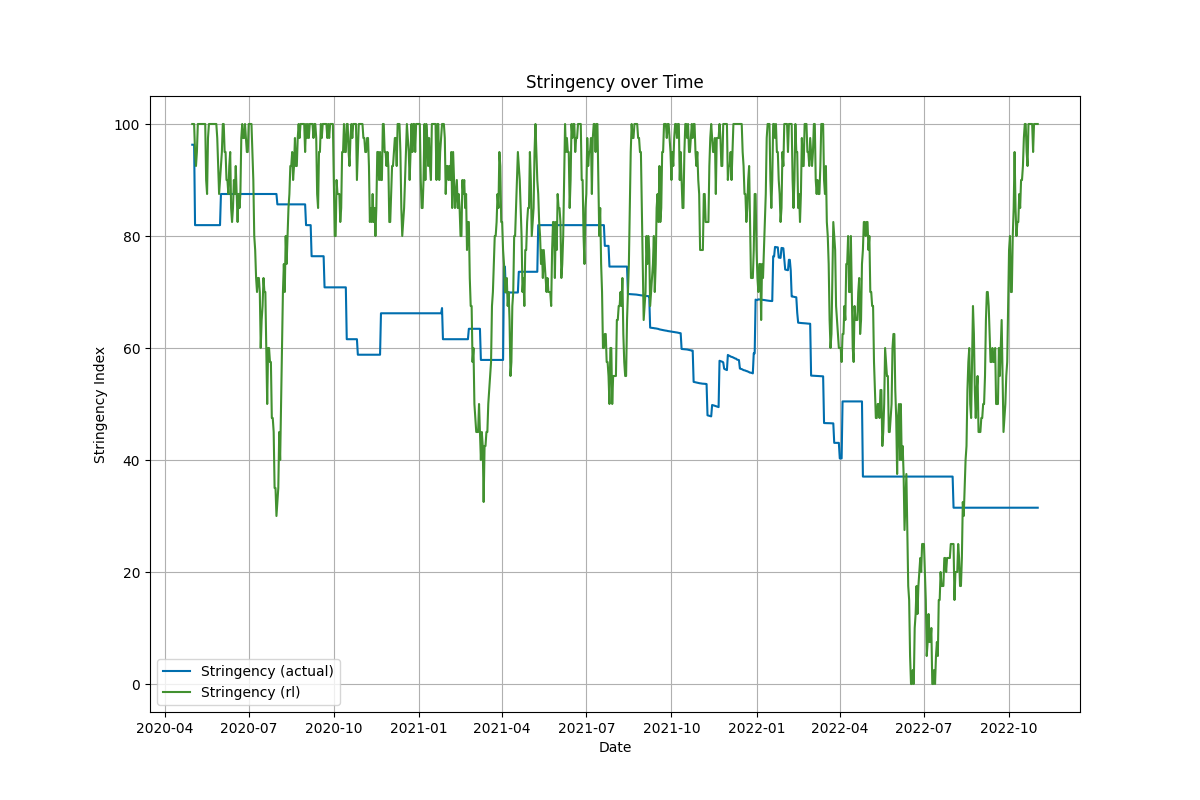 Stringency over Time
Stringency Index
100
80
60
40
20
0
Stringency (actual)
Stringency (rl)
2020-04 2020-07 2020-10 2021-01 2021-04 2021-07 2021-10 2022-01 2022-04 2022-07 2022-10
Date